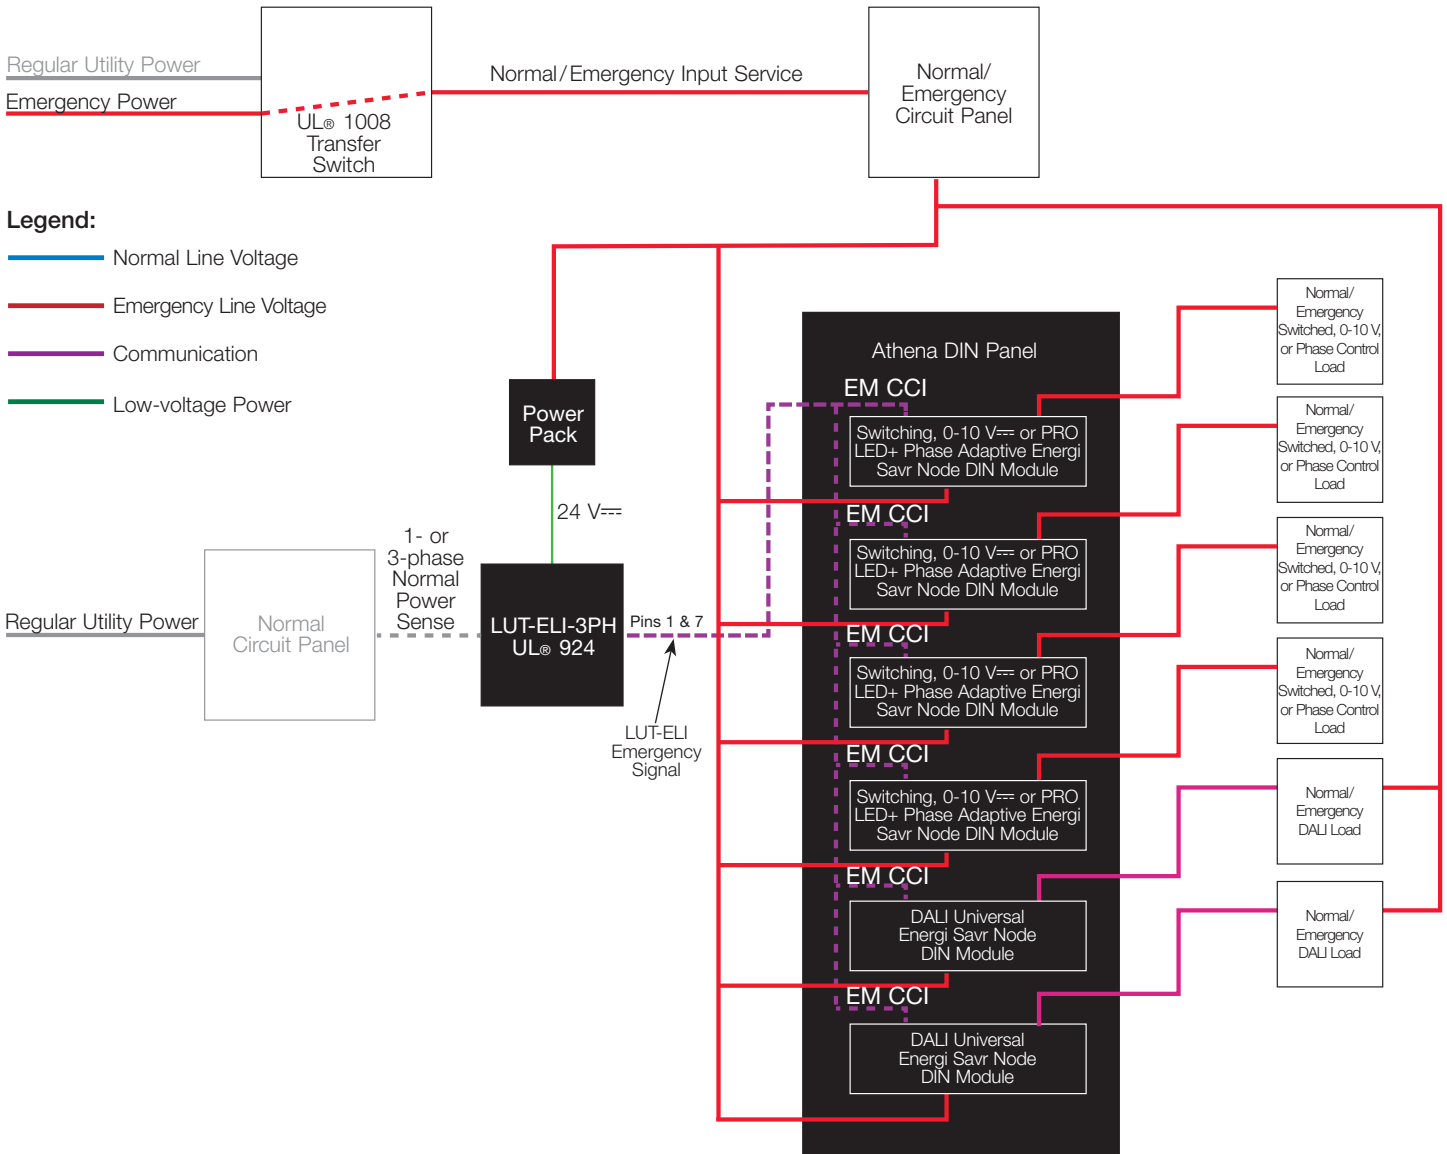 Regular Utility Power
Emergency Power
UL® 1008
Transfer
Switch
Normal/Emergency Input Service
Normal/
Emergency
Circuit Panel
Legend:
Normal Line Voltage
Emergency Line Voltage
Communication
Low-voltage Power
Power
Pack
24 V⎓
1- or
3-phase
Normal
Power
Sense
Regular Utility Power
Normal
Circuit Panel
LUT-ELI-3PH
UL® 924
Pins 1 & 7
LUT-ELI
Emergency
Signal
Athena DIN Panel
EM CCI
Switching, 0-10 V⎓ or PRO
LED+ Phase Adaptive Energi
Savr Node DIN Module
EM CCI
Switching, 0-10 V⎓ or PRO
LED+ Phase Adaptive Energi
Savr Node DIN Module
EM CCI
Switching, 0-10 V⎓ or PRO
LED+ Phase Adaptive Energi
Savr Node DIN Module
EM CCI
Switching, 0-10 V⎓ or PRO
LED+ Phase Adaptive Energi
Savr Node DIN Module
EM CCI
DALI Universal
Energi Savr Node
DIN Module
EM CCI
DALI Universal
Energi Savr Node
DIN Module
Normal/
Emergency
Switched, 0-10 V,
or Phase Control
Load
Normal/
Emergency
Switched, 0-10 V,
or Phase Control
Load
Normal/
Emergency
Switched, 0-10 V,
or Phase Control
Load
Normal/
Emergency
Switched, 0-10 V,
or Phase Control
Load
Normal/
Emergency
DALI Load
Normal/
Emergency
DALI Load